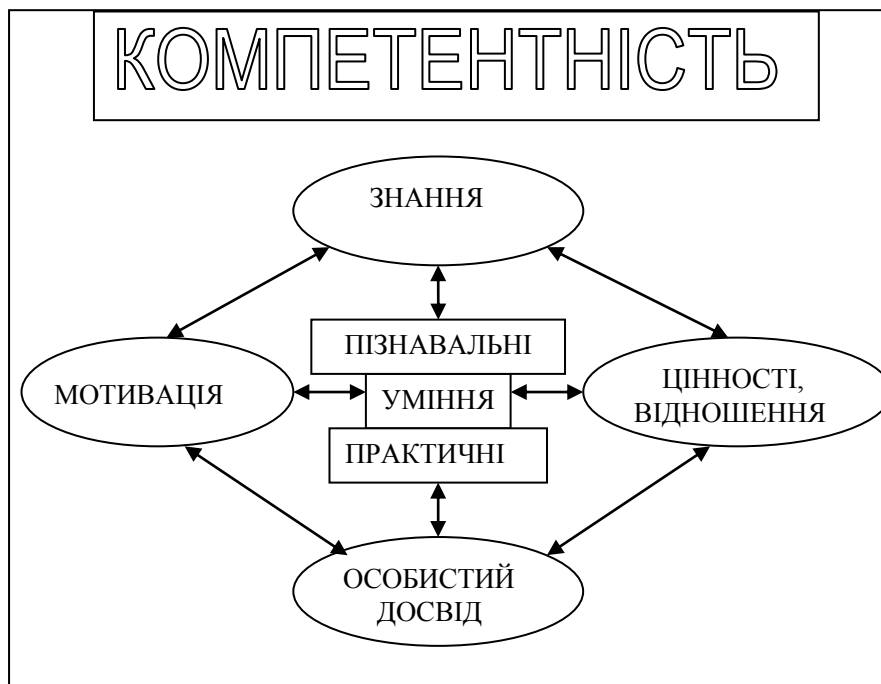 КОМПЕТЕНТНІСТЬ
ЗНАННЯ
ПІЗНАВАЛЬНІ
МОТИВАЦІЯ
УМІННЯ
ЦІННОСТІ,
ВІДНОШЕННЯ
ПРАКТИЧНІ
ОСОБИСТИЙ
ДОСВІД